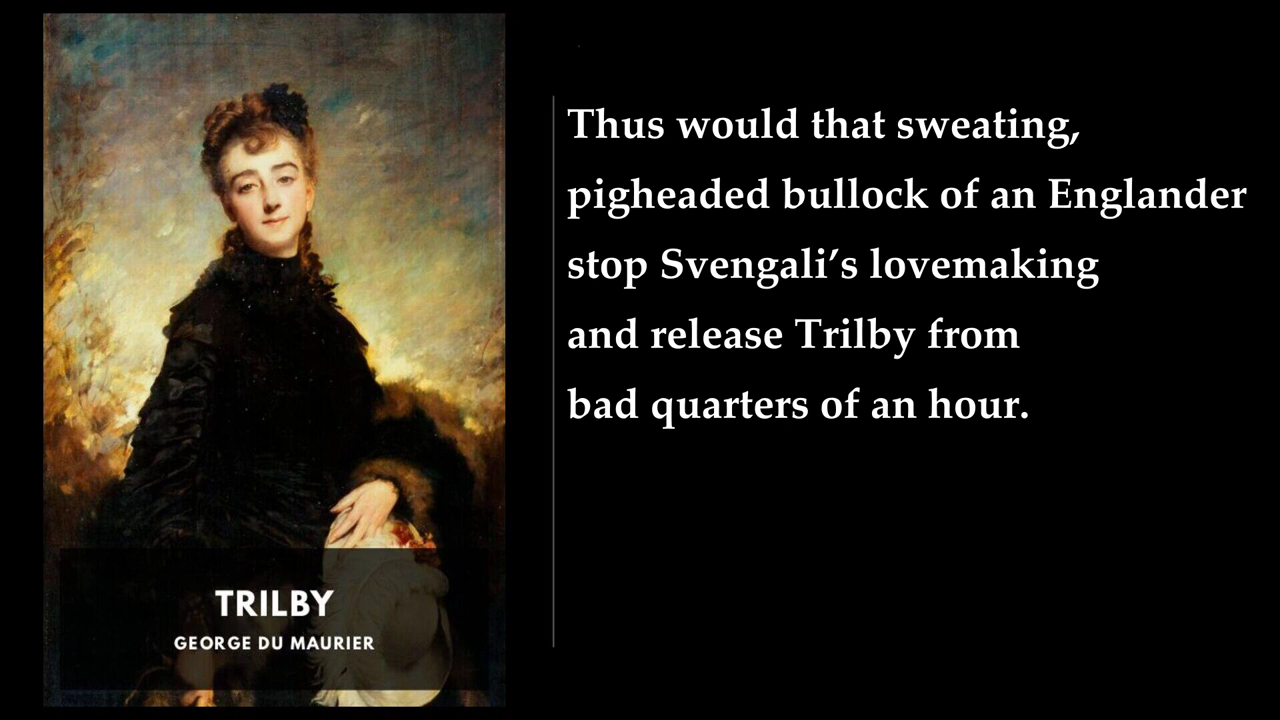 Thus would that sweating,
pigheaded bullock of an Englander
stop Svengali’s lovemaking
and release Trilby from
bad quarters of an hour.
TRILBY
GEORGE DU MAURIER